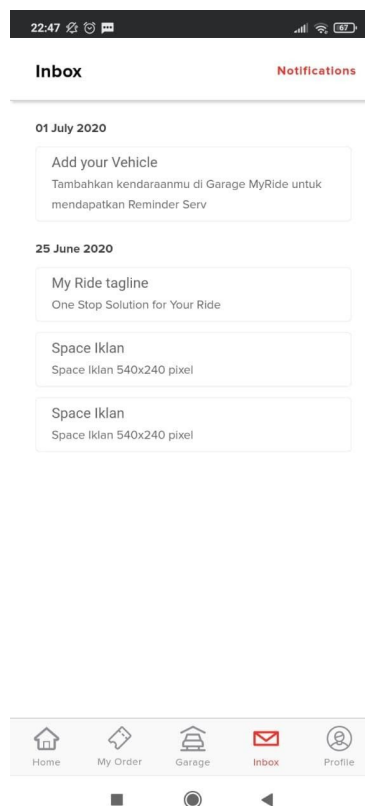 22:47
67
Inbox
Notifications
01 July 2020
Add your Vehicle
Tambahkan kendaraanmu di Garage MyRide untuk
mendapatkan Reminder Serv
25 June 2020
My Ride tagline
One Stop Solution for Your Ride
Space Iklan
Space Iklan 540x240 pixel
Space Iklan
Space Iklan 540x240 pixel
Home
My Order
Garage
Inbox
Profile